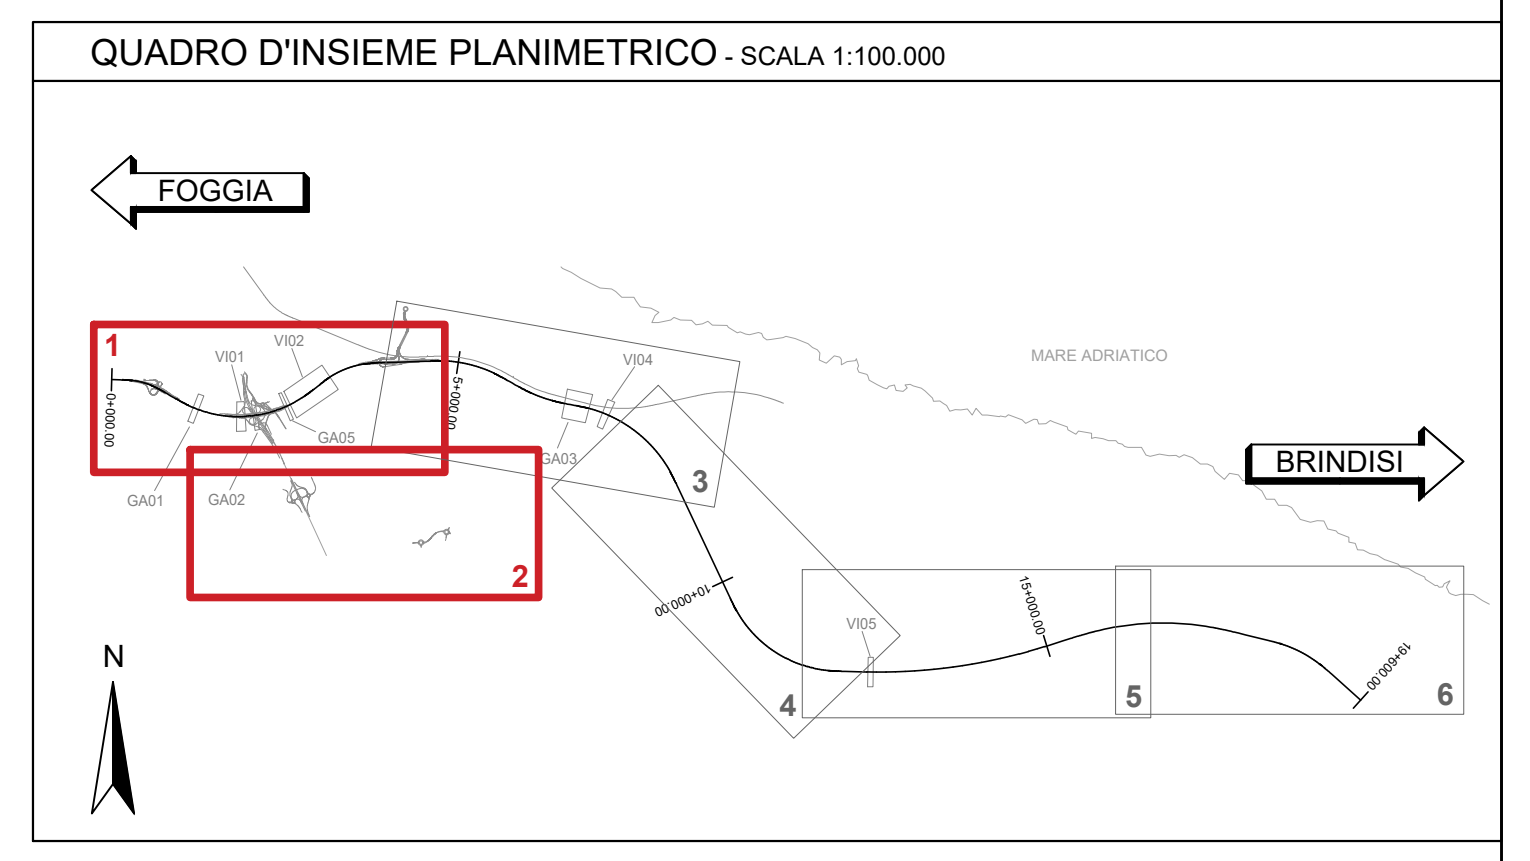 QUADRO D'INSIEME PLANIMETRICO - SCALA 1:100.000
FOGGIA
1
VI02
VI01
VI04
MARE ADRIATICO
0+000.00
5+000.00
GA05
GA03
BRINDISI
GA01
GA02
3
2
10+000.00
15+000.00
VI05
N
19+600.00
4
5
6